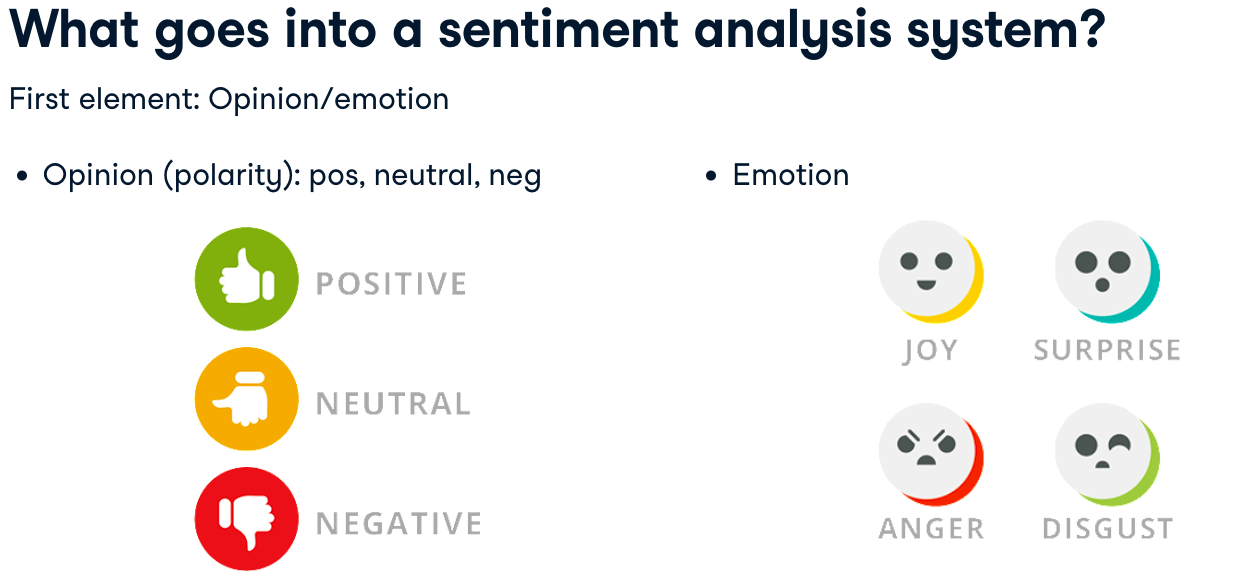 What goes into a sentiment analysis system?
First element: Opinion/emotion
• Opinion (polarity): pos, neutral, neg
POSITIVE
NEUTRAL
NEGATIVE
• Emotion
JOY
SURPRISE
ANGER
DISGUST